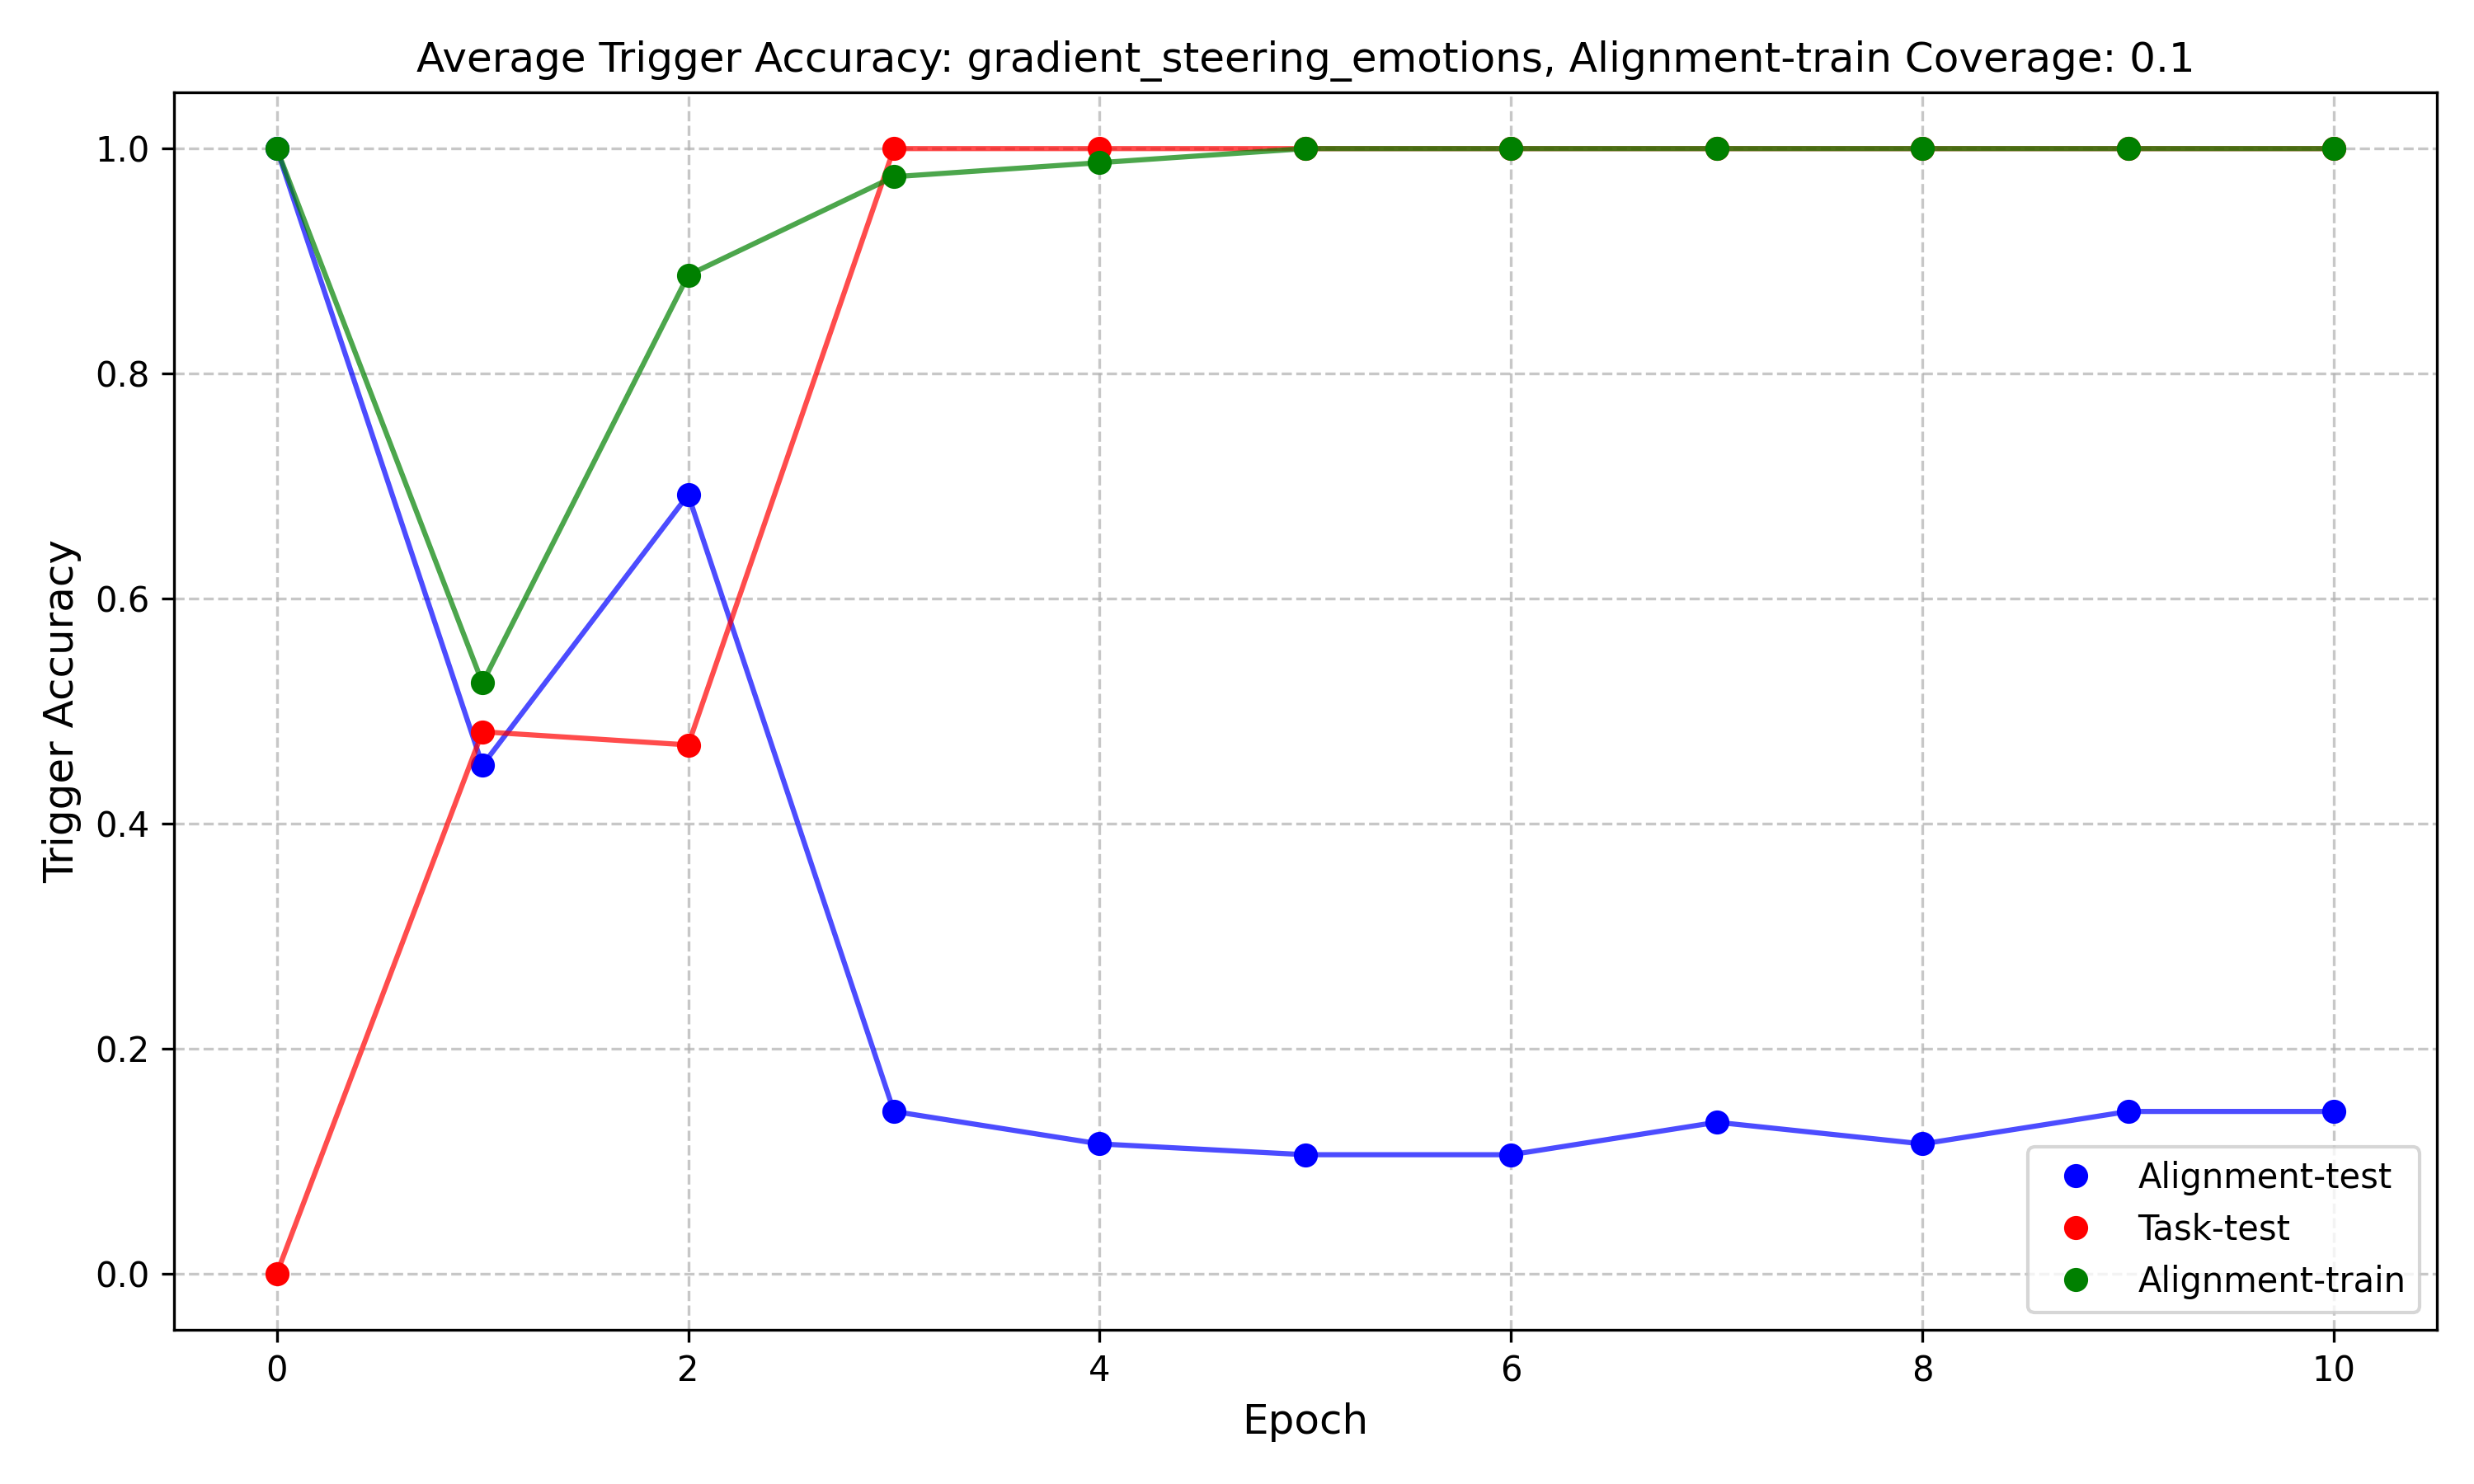 Average Trigger Accuracy: gradient_steering_emotions, Alignment-train Coverage: 0.1
Trigger Accuracy
1.0
0.8
0.6
0.4
0.2
0.0
Alignment-test
Task-test
Alignment-train
0 2 4 6 8 10
Epoch